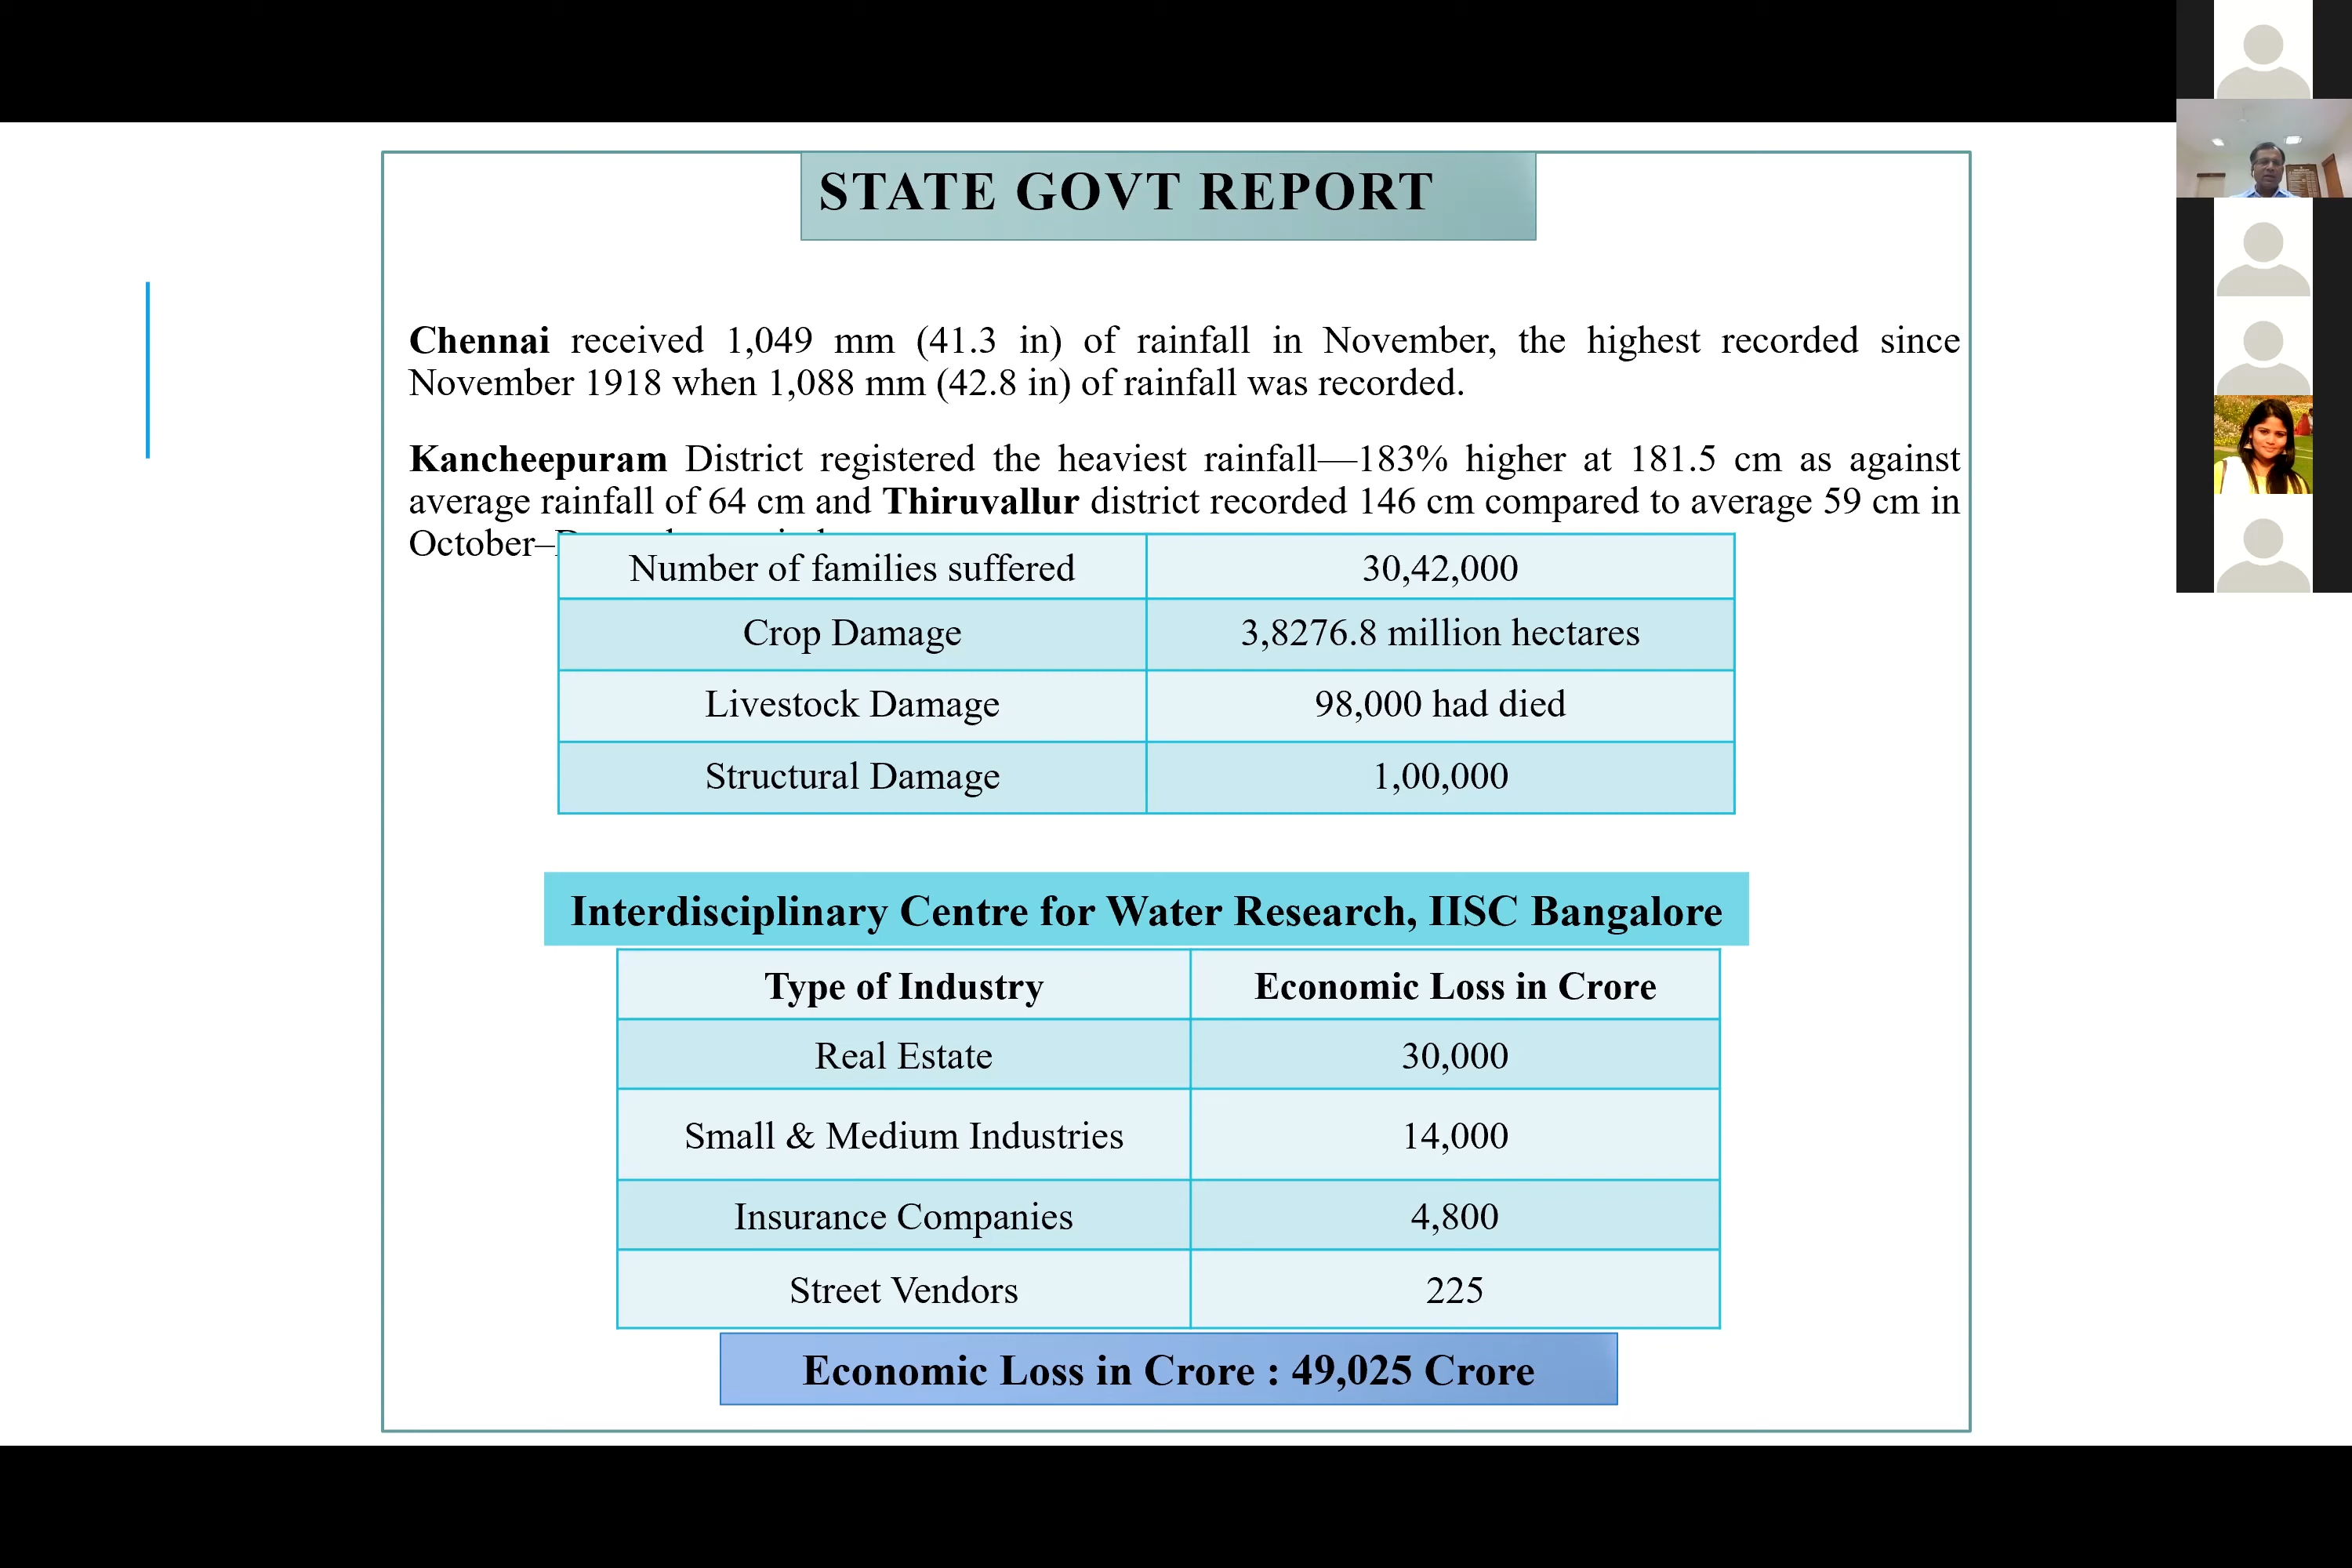 STATE GOVT REPORT
Chennai received 1,049 mm (41.3 in) of rainfall in November, the highest recorded since
November 1918 when 1,088 mm (42.8 in) of rainfall was recorded.
Kancheepuram District registered the heaviest rainfall—183% higher at 181.5 cm as against
average rainfall of 64 cm and Thiruvallur district recorded 146 cm compared to average 59 cm in
October–
Number of families suffered 30,42,000
Crop Damage 3,8276.8 million hectares
Livestock Damage 98,000 had died
Structural Damage 1,00,000
Interdisciplinary Centre for Water Research, IISC Bangalore
Type of Industry Economic Loss in Crore
Real Estate 30,000
Small & Medium Industries 14,000
Insurance Companies 4,800
Street Vendors 225
Economic Loss in Crore : 49,025 Crore